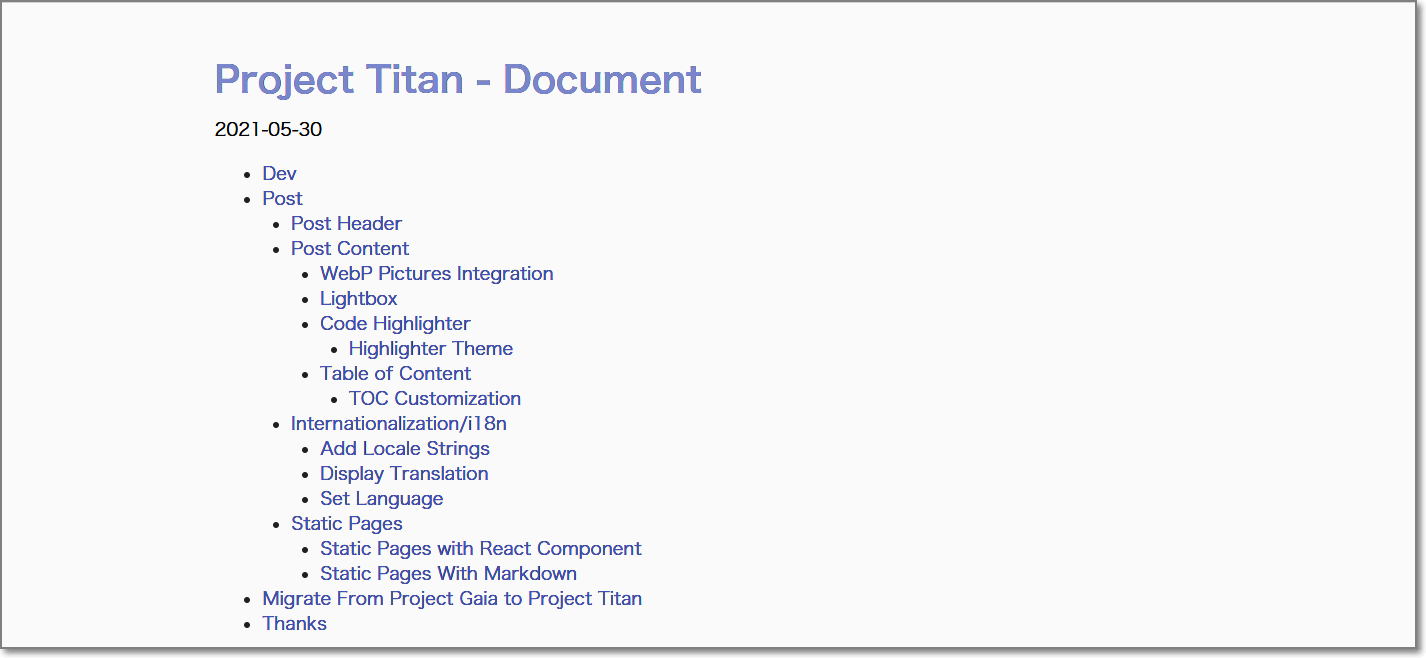 Project Titan - Document
2021-05-30
Dev
Post
Post Header
Post Content
WebP Pictures Integration
Lightbox
Code Highlighter
Highlighter Theme
Table of Content
TOC Customization
Internationalization/i18n
Add Locale Strings
Display Translation
Set Language
Static Pages
Static Pages with React Component
Static Pages With Markdown
Migrate From Project Gaia to Project Titan
Thanks